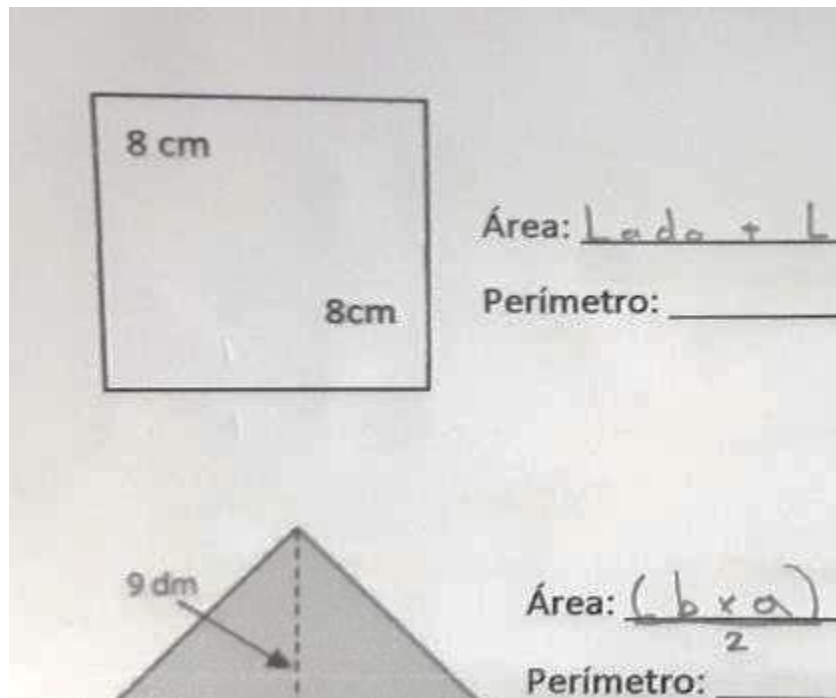 8 cm
Área: Lado + L
Perímetro:
8cm
9 dm
Área: (b x a)
2
Perímetro: